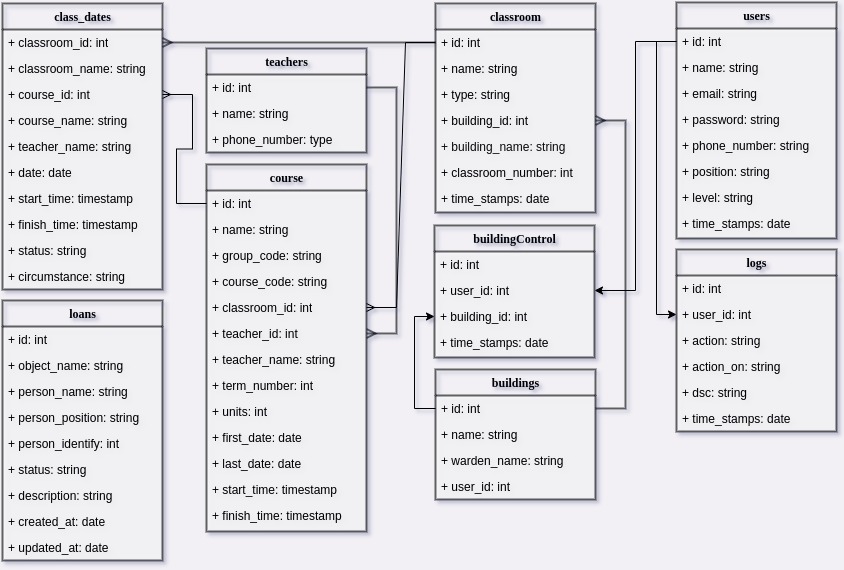 class_dates
+ classroom_id: int
+ classroom_name: string
+ course_id: int
+ course_name: string
+ teacher_name: string
+ date: date
+ start_time: timestamp
+ finish_time: timestamp
+ status: string
+ circumstance: string
loans
+ id: int
+ object_name: string
+ person_name: string
+ person_position: string
+ person_identify: int
+ status: string
+ description: string
+ created_at: date
+ updated_at: date
teachers
+ id: int
+ name: string
+ phone_number: type
course
+ id: int
+ name: string
+ group_code: string
+ course_code: string
+ classroom_id: int
+ teacher_id: int
+ teacher_name: string
+ term_number: int
+ units: int
+ first_date: date
+ last_date: date
+ start_time: timestamp
+ finish_time: timestamp
classroom
+ id: int
+ name: string
+ type: string
+ building_id: int
+ building_name: string
+ classroom_number: int
+ time_stamps: date
buildingControl
+ id: int
+ user_id: int
+ building_id: int
+ time_stamps: date
buildings
+ id: int
+ name: string
+ warden_name: string
+ user_id: int
users
+ id: int
+ name: string
+ email: string
+ password: string
+ phone_number: string
+ position: string
+ level: string
+ time_stamps: date
logs
+ id: int
+ user_id: int
+ action: string
+ action_on: string
+ dsc: string
+ time_stamps: date